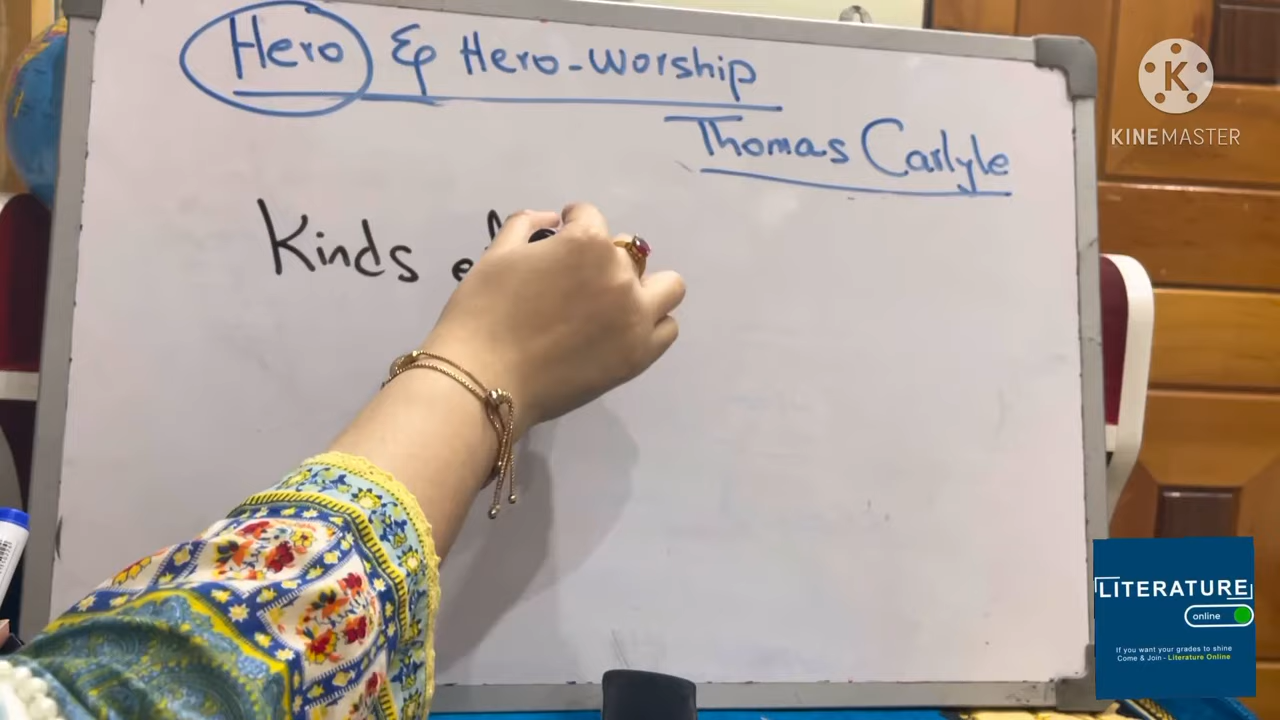 Hero & Hero-worship
Thomas Carlyle
Kinds
KINEMASTER
LITERATURE
online
If you want your grades to shine
Come & Join - Literature Online